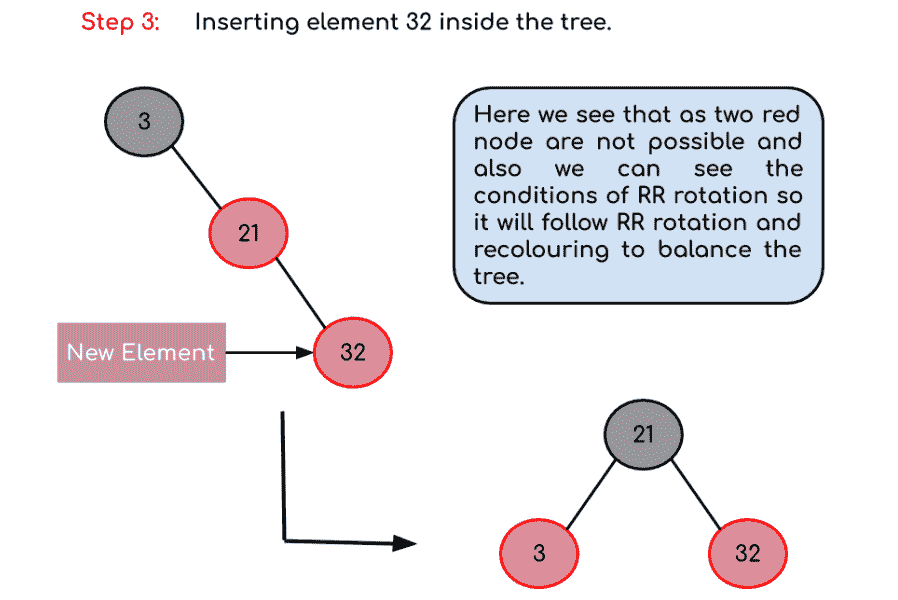 Step 3: Inserting element 32 inside the tree.
3
Here we see that as two red
node are not possible and
also we can see the
conditions of RR rotation so
it will follow RR rotation and
recolouring to balance the
tree.
21
New Element
32
21
3
32